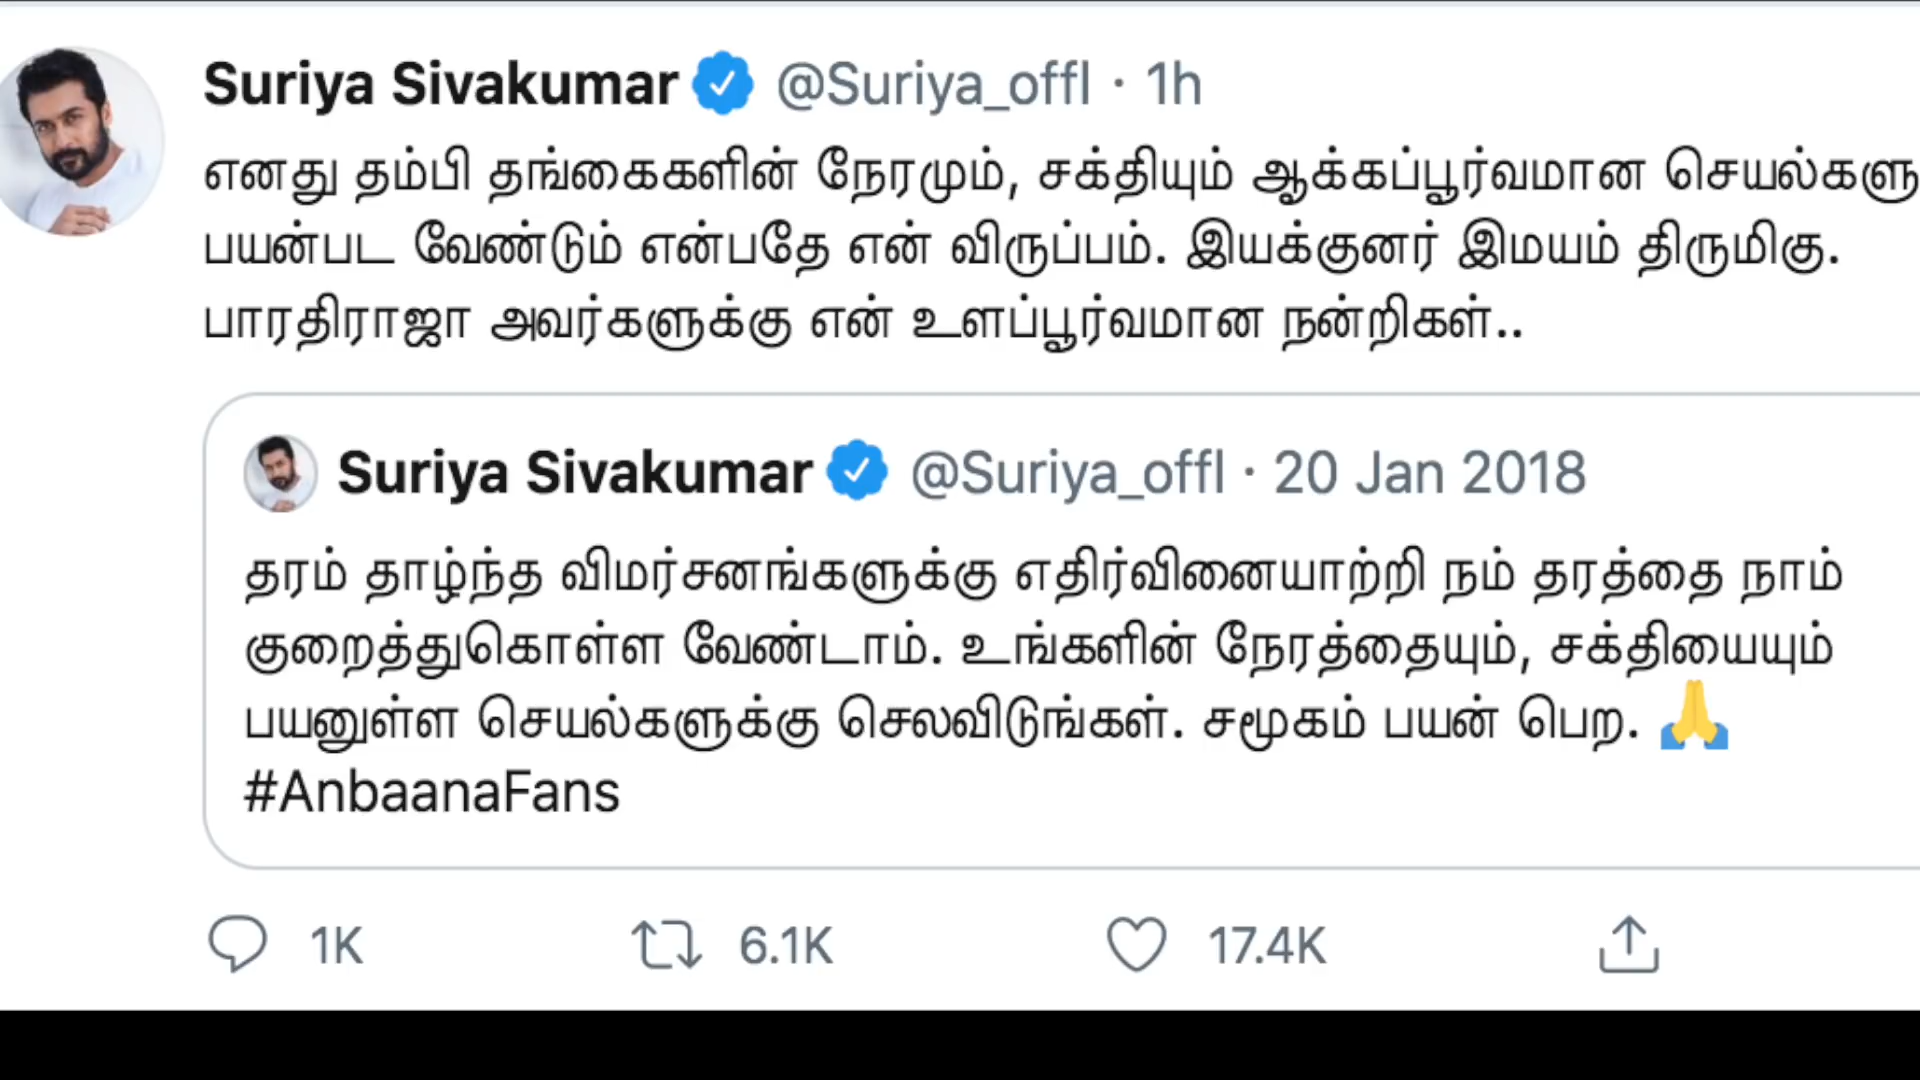 Suriya Sivakumar @Suriya_offl · 1h
எனது தம்பி தங்கைகளின் நேரமும், சக்தியும் ஆக்கப்பூர்வமான செயல்களு
பயன்பட வேண்டும் என்பதே என் விருப்பம். இயக்குனர் இமயம் திருமிகு.
பாரதிராஜா அவர்களுக்கு என் உளப்பூர்வமான நன்றிகள்..
Suriya Sivakumar @Suriya_offl · 20 Jan 2018
தரம் தாழ்ந்த விமர்சனங்களுக்கு எதிர்வினையாற்றி நம் தரத்தை நாம்
குறைத்துகொள்ள வேண்டாம். உங்களின் நேரத்தையும், சக்தியையும்
பயனுள்ள செயல்களுக்கு செலவிடுங்கள். சமூகம் பயன் பெற. 🙏
#AnbaanaFans
1K 6.1K 17.4K